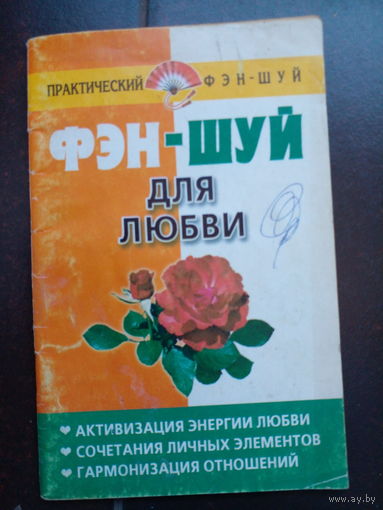 ПРАКТИЧЕСКИЙ ФЭН-ШУЙ
ФЭН-ШУЙ
ДЛЯ
ЛЮБВИ
♥ АКТИВИЗАЦИЯ ЭНЕРГИИ ЛЮБВИ
♥ СОЧЕТАНИЯ ЛИЧНЫХ ЭЛЕМЕНТОВ
♥ ГАРМОНИЗАЦИЯ ОТНОШЕНИЙ
www.ay.by